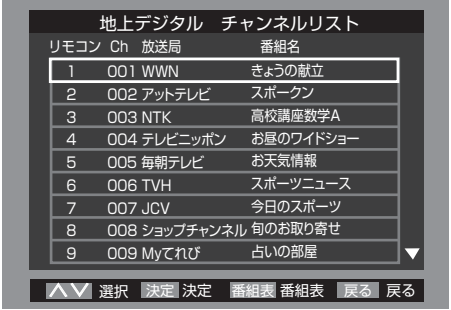 地上デジタル チャンネルリスト
リモコン Ch 放送局 番組名
1 001 WWN きょうの献立
2 002 アットテレビ スポークン
3 003 NTK 高校講座数学A
4 004 テレビニッポン お昼のワイドショー
5 005 毎朝テレビ お天気情報
6 006 TVH スポーツニュース
7 007 JCV 今日のスポーツ
8 008 ショップチャンネル 旬のお取り寄せ
9 009 Myてれび 占いの部屋
選択 決定 決定 番組表 番組表 戻る 戻る